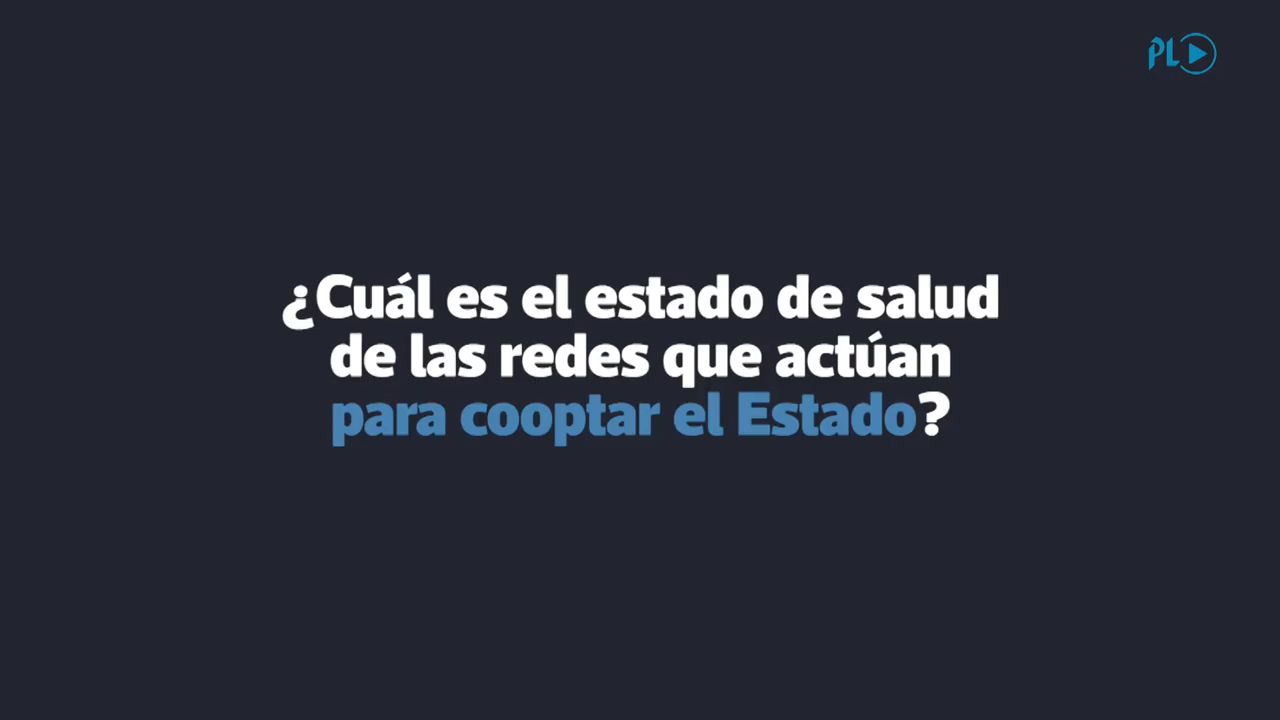 PL
¿Cuál es el estado de salud
de las redes que actúan
para cooptar el Estado?